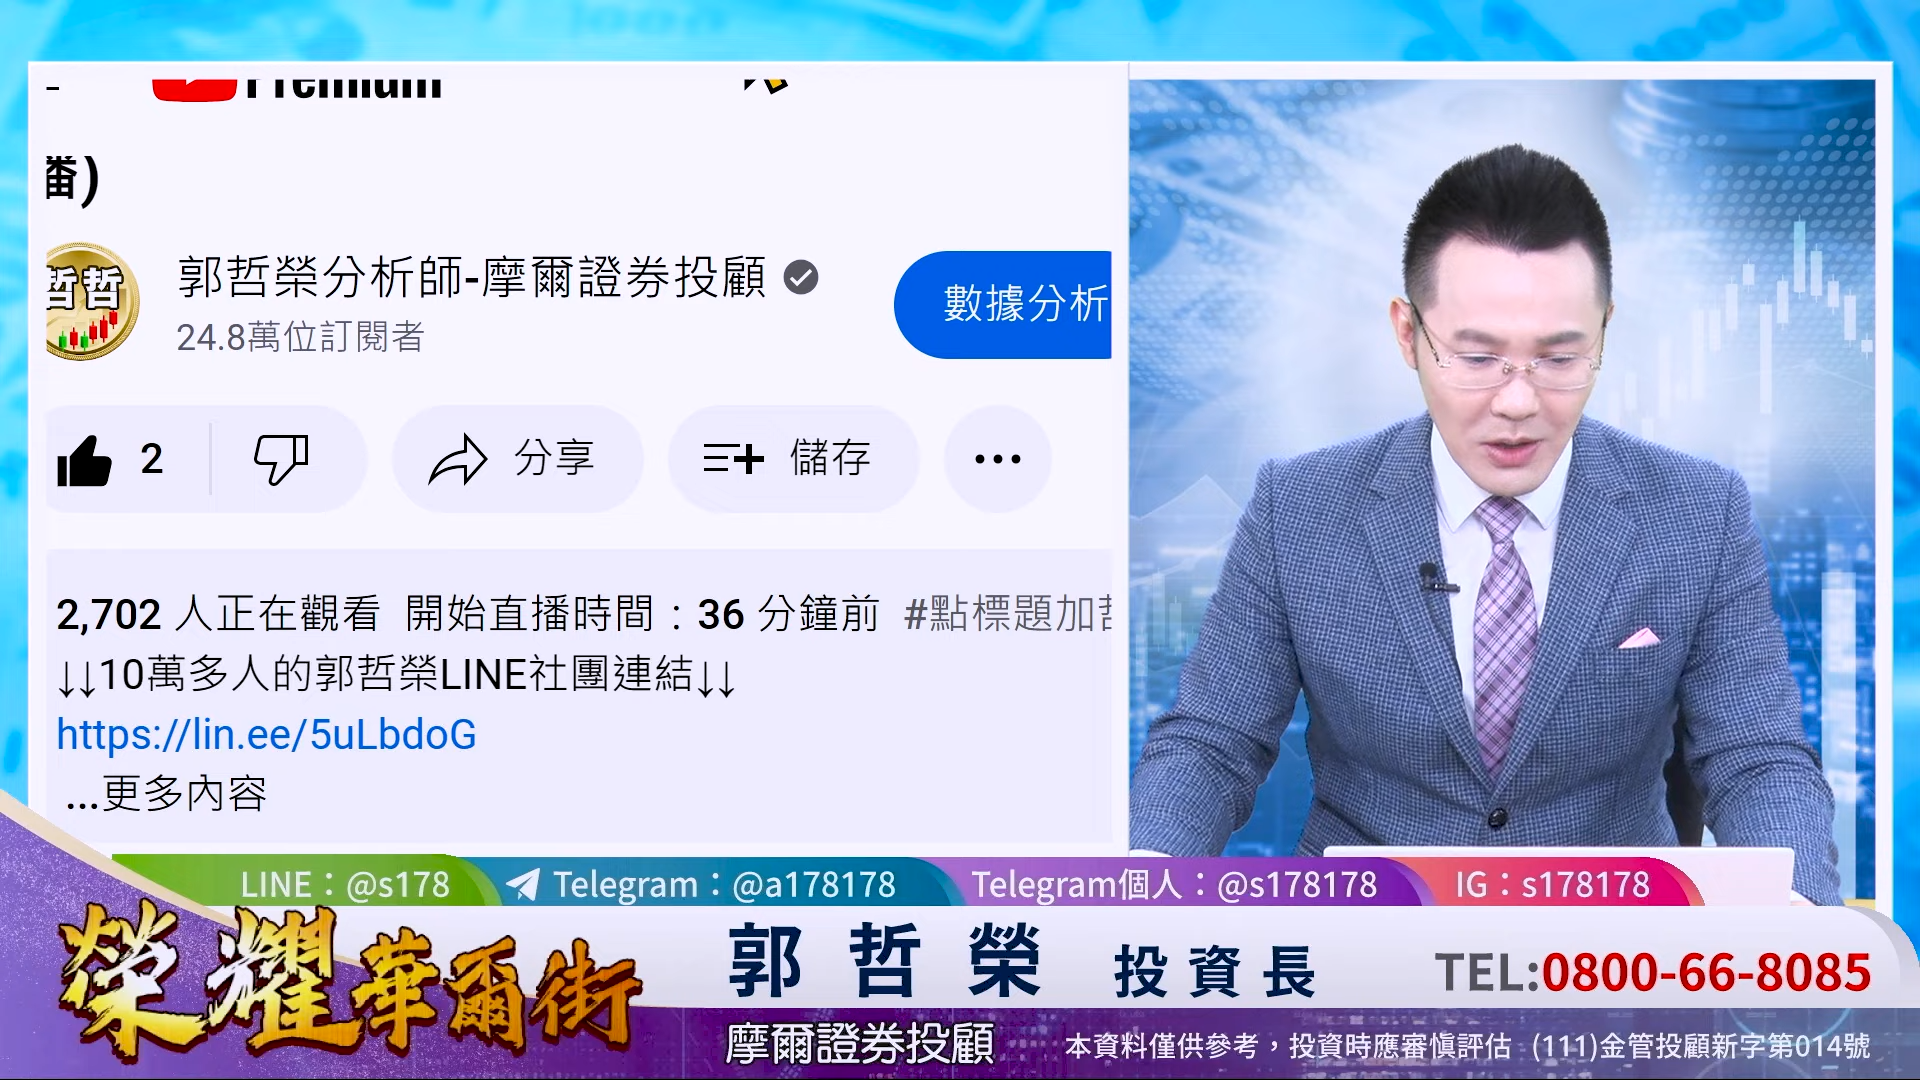 Premium
番)
哲哲
郭哲榮分析師-摩爾證券投顧
24.8萬位訂閱者
數據分析
2
分享
儲存
2,702 人正在觀看 開始直播時間：36 分鐘前 #點標題加
↓↓10萬多人的郭哲榮LINE社團連結↓↓
https://lin.ee/5uLbdoG
...更多內容
LINE：@s178
Telegram：@a178178
Telegram個人：@s178178
IG：s178178
榮耀華爾街
郭哲榮 投資長
TEL:0800-66-8085
摩爾證券投顧
本資料僅供參考，投資時應審慎評估 (111)金管投顧新字第014號